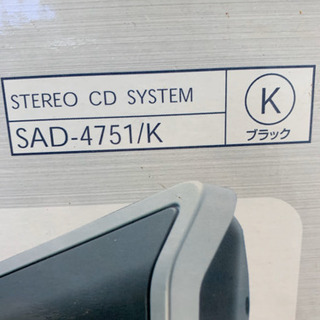 STEREO CD SYSTEM
SAD-4751/K
K
ブラック